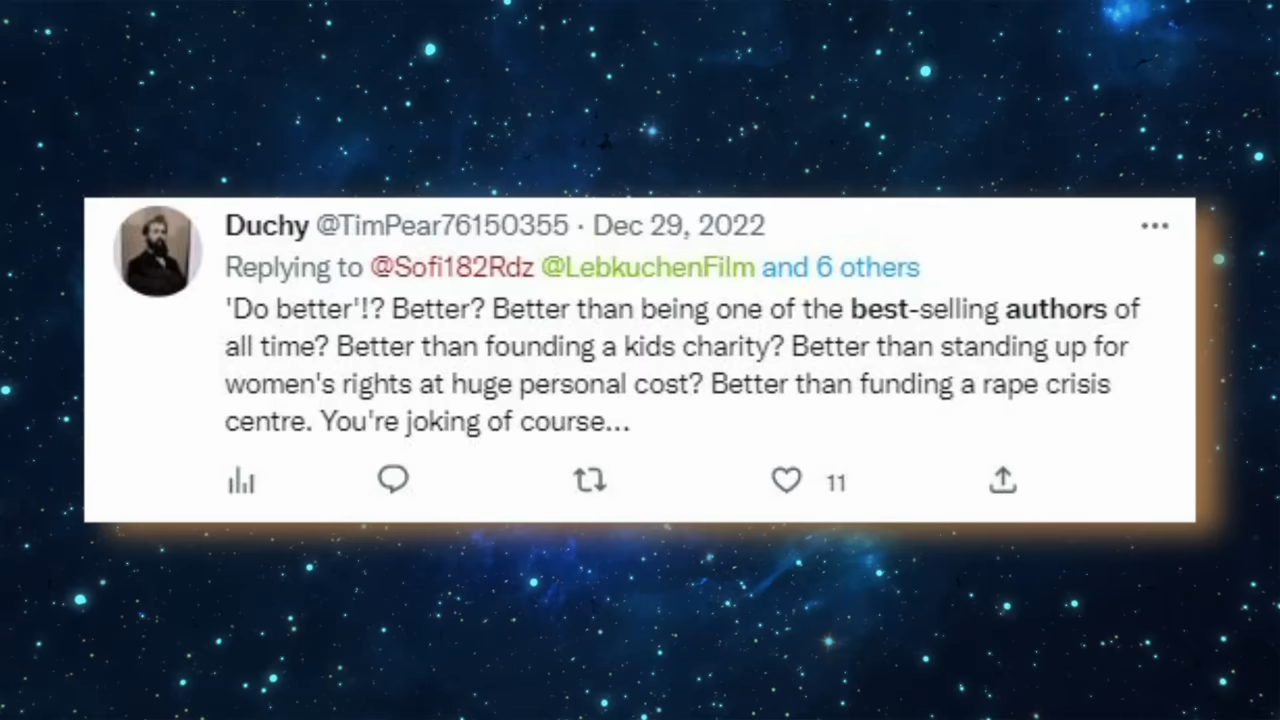 Duchy @TimPear76150355 · Dec 29, 2022
Replying to @Sofi182Rdz @LebkuchenFilm and 6 others
'Do better'!? Better? Better than being one of the best-selling authors of
all time? Better than founding a kids charity? Better than standing up for
women's rights at huge personal cost? Better than funding a rape crisis
centre. You're joking of course...
11